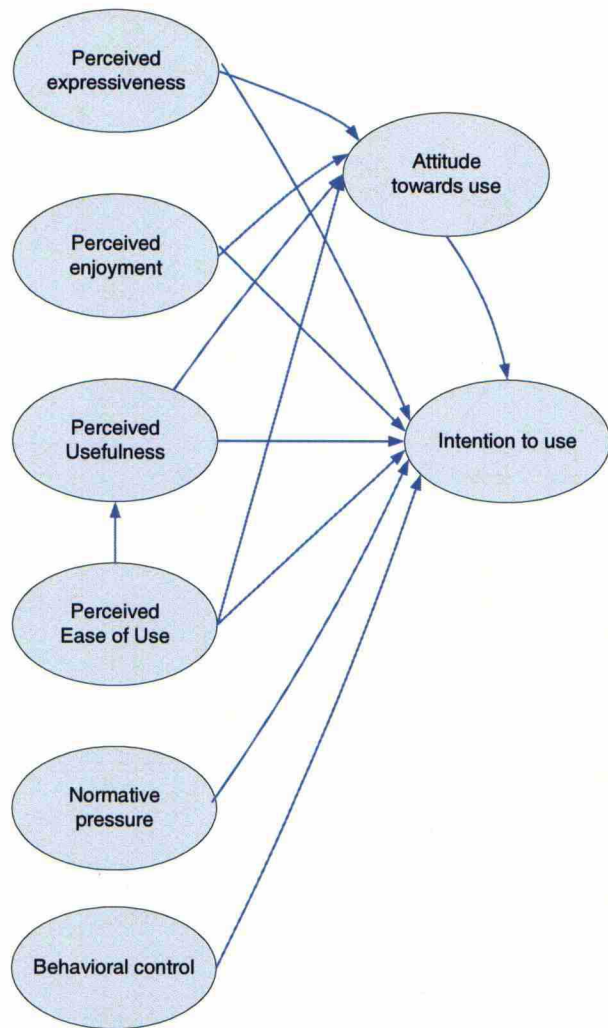 Perceived
expressiveness
Attitude
towards use
Perceived
enjoyment
Perceived
Usefulness
Intention to use
Perceived
Ease of Use
Normative
pressure
Behavioral control